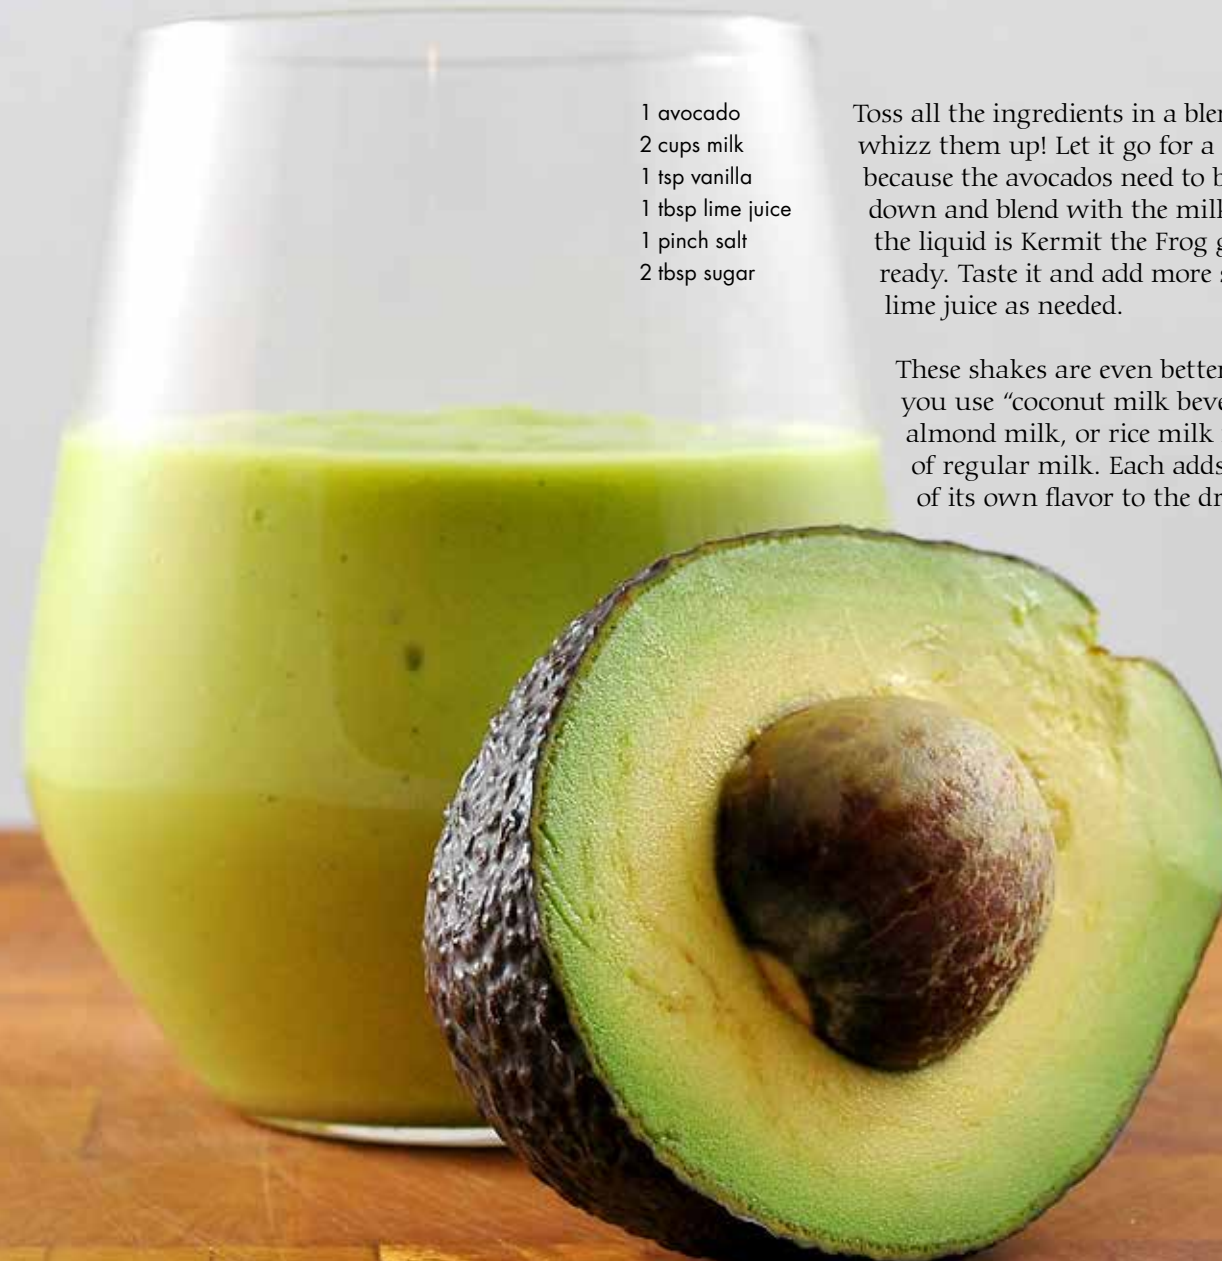 1 avocado
2 cups milk
1 tsp vanilla
1 tbsp lime juice
1 pinch salt
2 tbsp sugar
Toss all the ingredients in a
whizz them up! Let it go for a
because the avocados need to
down and blend with the milk
the liquid is Kermit the Frog
ready. Taste it and add more
lime juice as needed.
These shakes are even better
you use “coconut milk
almond milk, or rice milk
of regular milk. Each adds
of its own flavor to the